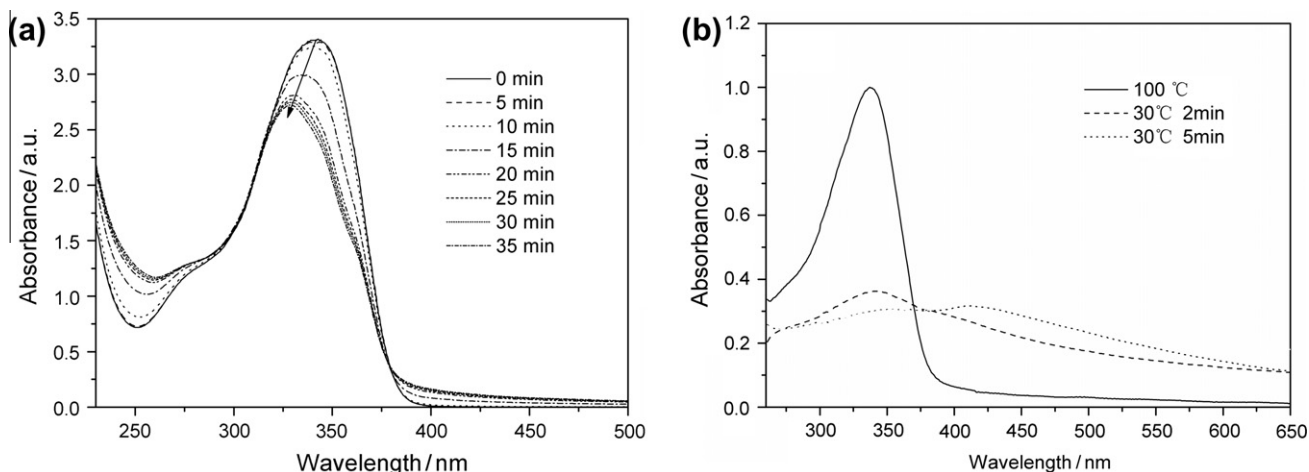 (a)
3.5
3.0
2.5
2.0
1.5
1.0
0.5
0.0
Absorbance / a.u.
0 min
5 min
10 min
15 min
20 min
25 min
30 min
35 min
250 300 350 400 450 500
Wavelength / nm
(b)
1.2
1.0
0.8
0.6
0.4
0.2
0.0
Absorbance / a.u.
100 ℃
30℃ 2min
30℃ 5min
300 350 400 450 500 550 600 650
Wavelength / nm